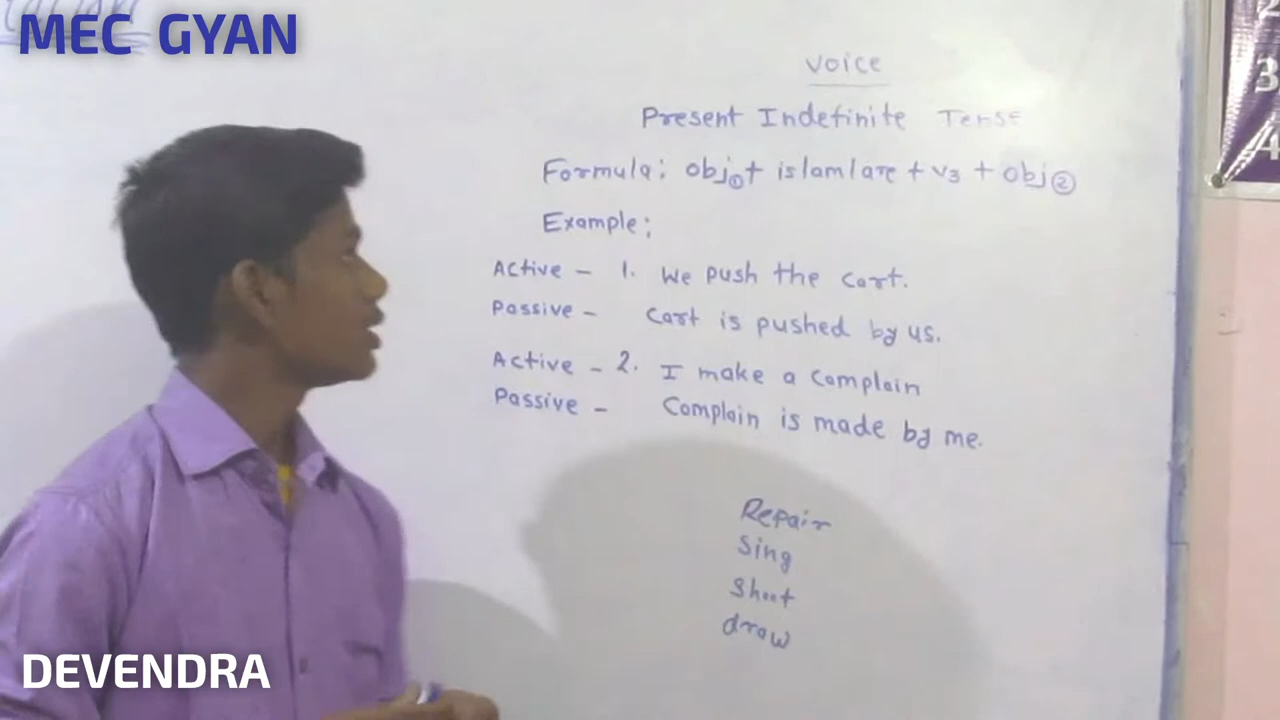 MEC GYAN
Voice
Present Indefinite Tense
Formula: obj① + is/am/are + v3 + obj②
Example:
Active - 1. We push the cart.
Passive - Cart is pushed by us.
Active - 2. I make a complain
Passive - Complain is made by me.
Repair
Sing
Shoot
draw
DEVENDRA
3
4